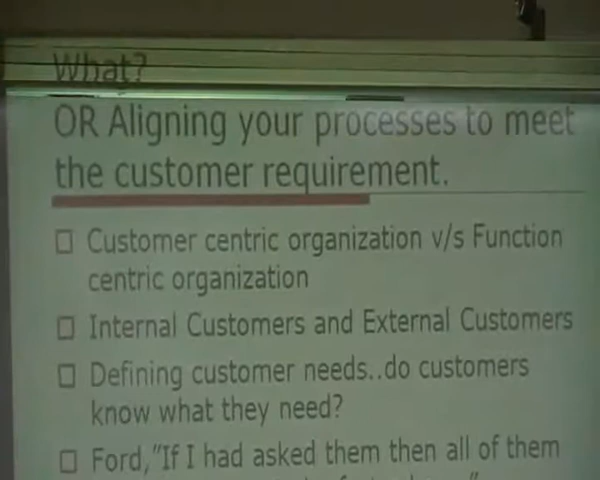 What?
OR Aligning your processes to meet
the customer requirement.
Customer centric organization v/s Function
centric organization
Internal Customers and External Customers
Defining customer needs..do customers
know what they need?
Ford,"If I had asked them then all of them